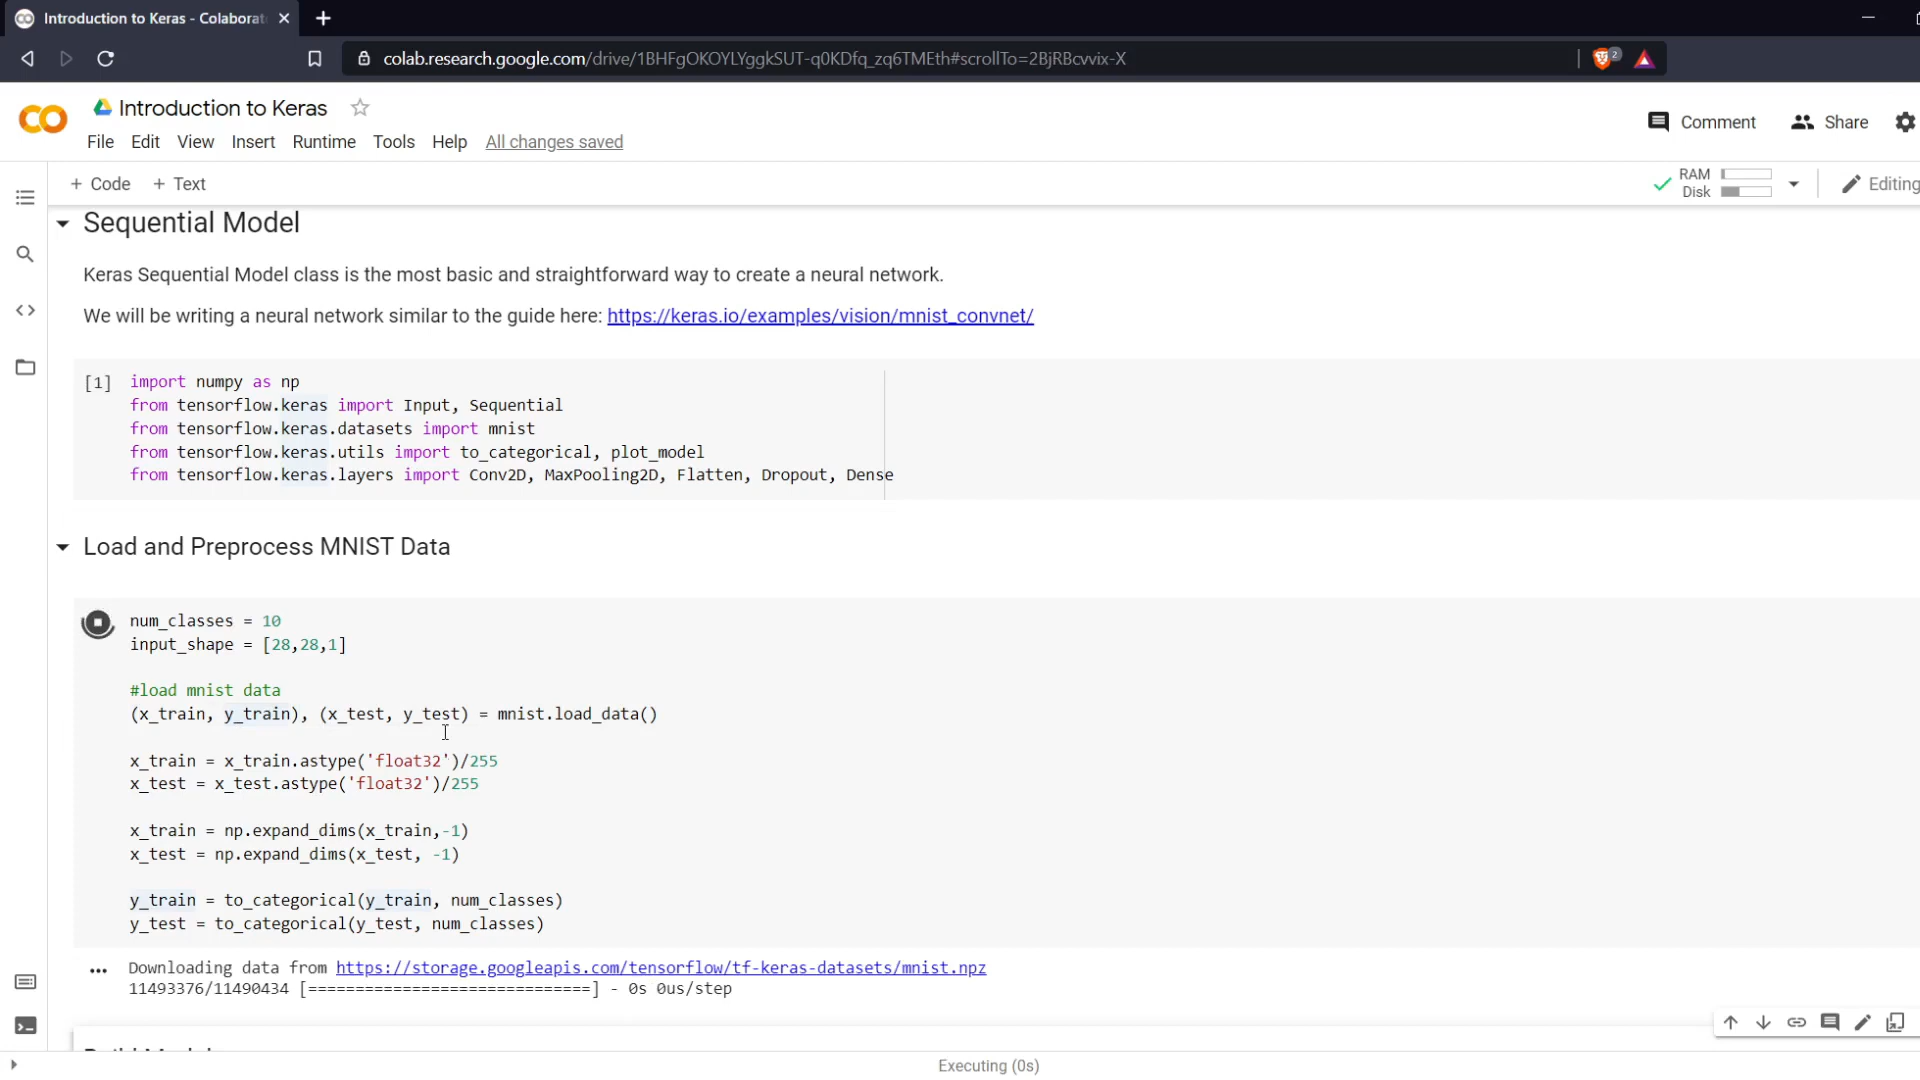 Introduction to Keras - Colaborat
colab.research.google.com/drive/1BHFgOKOYLYggkSUT-q0KDfq_zq6TMEth#scrollTo=2BjRBcvvix-X
2
Introduction to Keras
File Edit View Insert Runtime Tools Help All changes saved
Comment Share
+ Code + Text
RAM
Disk
Editing
Sequential Model
Keras Sequential Model class is the most basic and straightforward way to create a neural network.
We will be writing a neural network similar to the guide here: https://keras.io/examples/vision/mnist_convnet/
[1] import numpy as np
from tensorflow.keras import Input, Sequential
from tensorflow.keras.datasets import mnist
from tensorflow.keras.utils import to_categorical, plot_model
from tensorflow.keras.layers import Conv2D, MaxPooling2D, Flatten, Dropout, Dense
Load and Preprocess MNIST Data
num_classes = 10
input_shape = [28,28,1]
#load mnist data
(x_train, y_train), (x_test, y_test) = mnist.load_data()
x_train = x_train.astype('float32')/255
x_test = x_test.astype('float32')/255
x_train = np.expand_dims(x_train,-1)
x_test = np.expand_dims(x_test, -1)
y_train = to_categorical(y_train, num_classes)
y_test = to_categorical(y_test, num_classes)
Downloading data from https://storage.googleapis.com/tensorflow/tf-keras-datasets/mnist.npz
11493376/11490434 [==============================] - 0s 0us/step
Executing (0s)